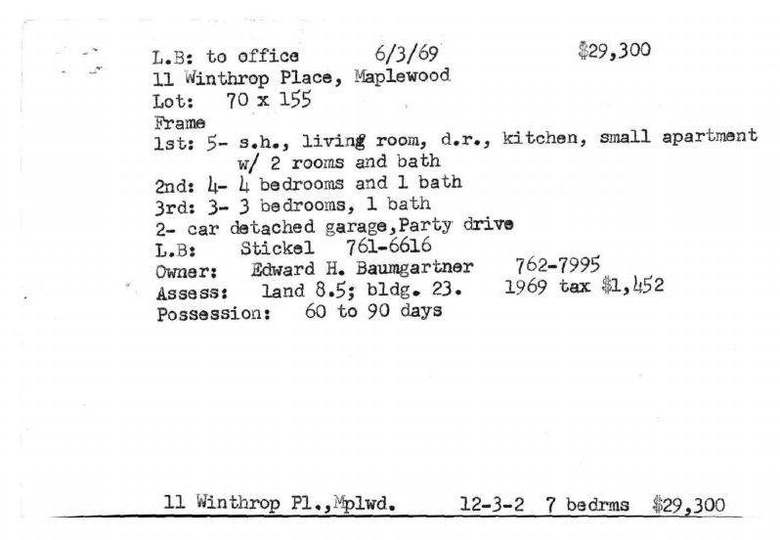 L.B: to office 6/3/69 $29,300
11 Winthrop Place, Maplewood
Lot: 70 x 155
Frame
1st: 5- s.h., living room, d.r., kitchen, small apartment
w/ 2 rooms and bath
2nd: 4- 4 bedrooms and 1 bath
3rd: 3- 3 bedrooms, 1 bath
2- car detached garage,Party drive
L.B: Stickel 761-6616
Owner: Edward H. Baumgartner 762-7995
Assess: land 8.5; bldg. 23. 1969 tax $1,452
Possession: 60 to 90 days
11 Winthrop Pl.,Mplwd. 12-3-2 7 bedrms $29,300